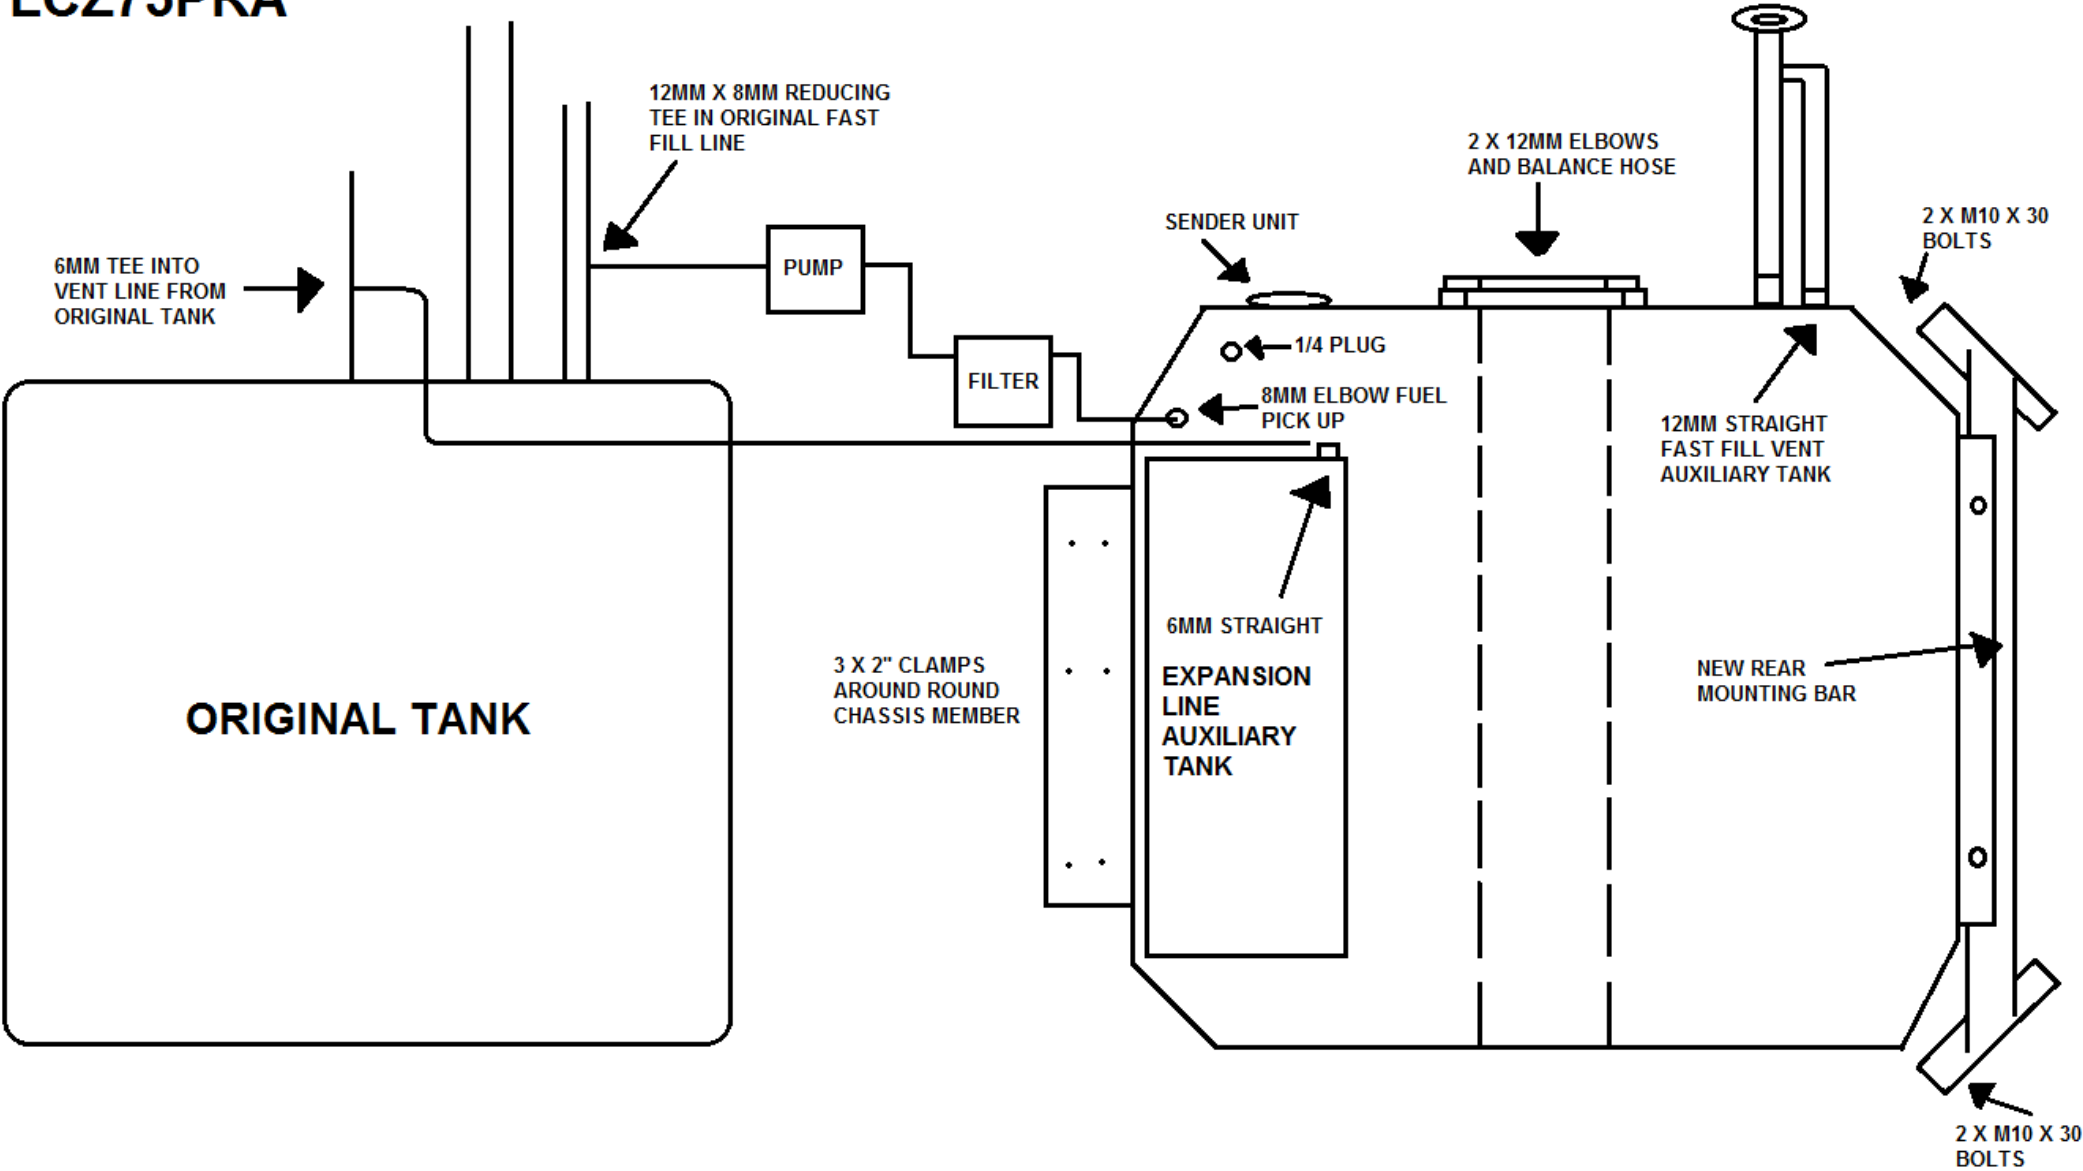 LCZ75PRA
12MM X 8MM REDUCING
TEE IN ORIGINAL FAST
FILL LINE
2 X 12MM ELBOWS
AND BALANCE HOSE
SENDER UNIT
2 X M10 X 30
BOLTS
6MM TEE INTO
VENT LINE FROM
ORIGINAL TANK
PUMP
1/4 PLUG
FILTER
8MM ELBOW FUEL
PICK UP
12MM STRAIGHT
FAST FILL VENT
AUXILIARY TANK
6MM STRAIGHT
3 X 2" CLAMPS
AROUND ROUND
CHASSIS MEMBER
EXPANSION
LINE
AUXILIARY
TANK
NEW REAR
MOUNTING BAR
ORIGINAL TANK
2 X M10 X 30
BOLTS